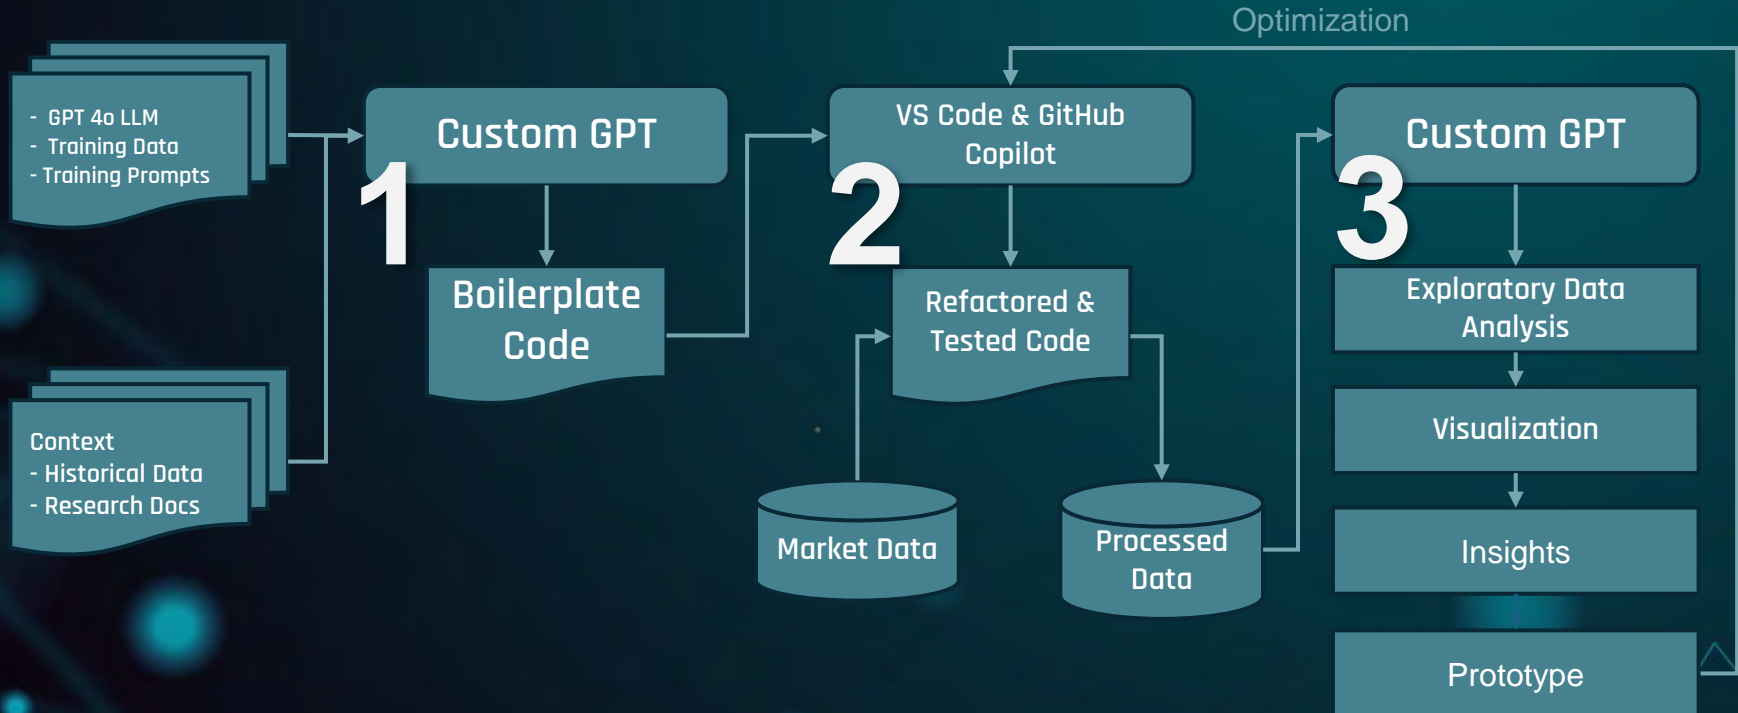 Optimization
- GPT 4o LLM
- Training Data
- Training Prompts
Custom GPT
1
Boilerplate
Code
Context
- Historical Data
- Research Docs
VS Code & GitHub
Copilot
2
Refactored &
Tested Code
Market Data
Processed
Data
Custom GPT
3
Exploratory Data
Analysis
Visualization
Insights
Prototype